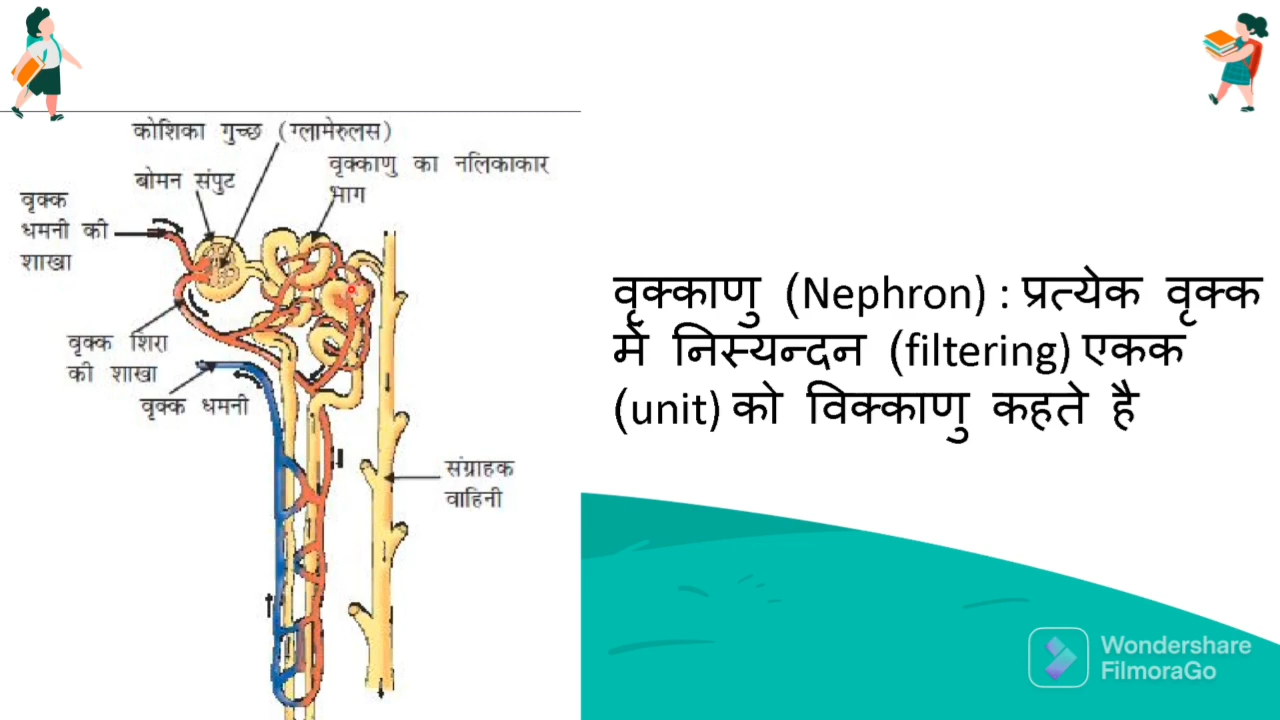 कोशिका गुच्छ (ग्लामेरुलस)
वृक्काणु का नलिकाकार
भाग
बोमन संपुट
वृक्क
धमनी की
शाखा
वृक्क शिरा
की शाखा
वृक्क धमनी
संग्राहक
वाहिनी
वृक्काणु (Nephron) : प्रत्येक वृक्क
में निस्यन्दन (filtering) एकक
(unit) को विक्काणु कहते है
Wondershare
FilmoraGo